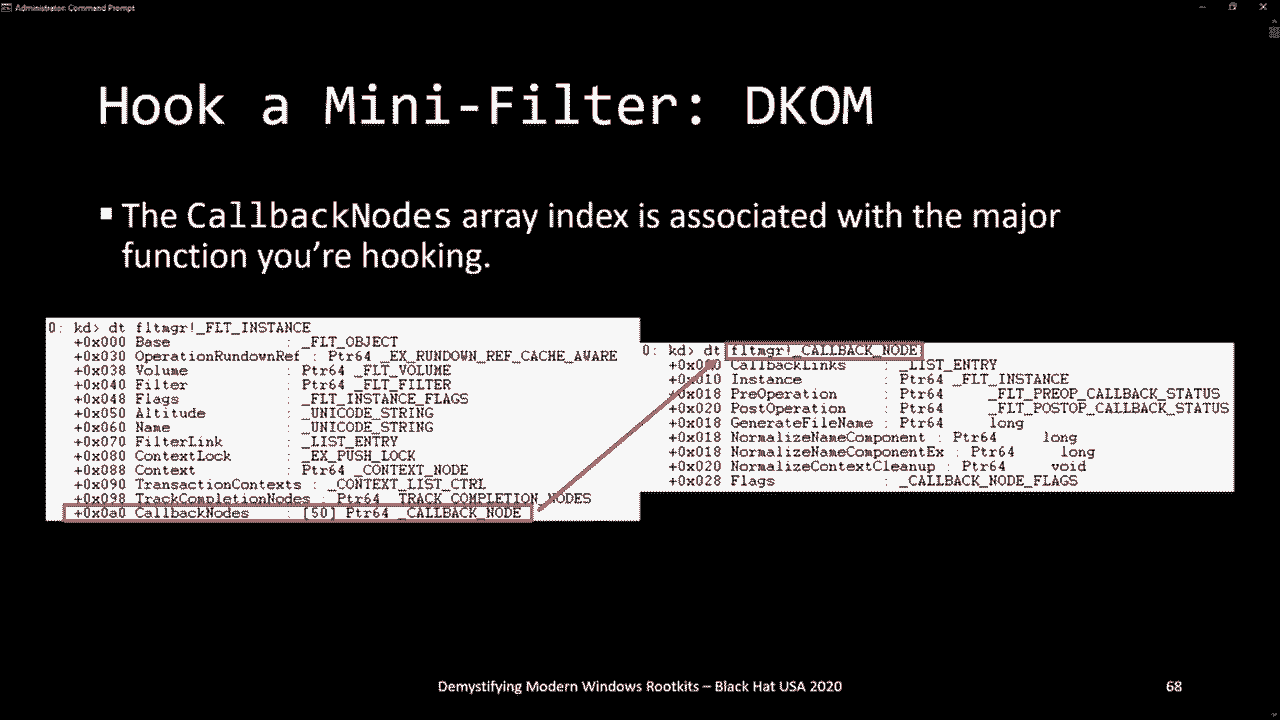 Administrator: Command Prompt
Hook a Mini-Filter: DKOM
▪ The CallbackNodes array index is associated with the major
function you’re hooking.
0: kd> dt fltmgr!_FLT_INSTANCE
+0x000 Base : _FLT_OBJECT
+0x030 OperationRundownRef : Ptr64 _EX_RUNDOWN_REF_CACHE_AWARE
+0x038 Volume : Ptr64 _FLT_VOLUME
+0x040 Filter : Ptr64 _FLT_FILTER
+0x048 Flags : _FLT_INSTANCE_FLAGS
+0x050 Altitude : _UNICODE_STRING
+0x060 Name : _UNICODE_STRING
+0x070 FilterLink : _LIST_ENTRY
+0x080 ContextLock : _EX_PUSH_LOCK
+0x088 Context : Ptr64 _CONTEXT_NODE
+0x090 TransactionContexts : _CONTEXT_LIST_CTRL
+0x098 TrackCompletionNodes : Ptr64 _TRACK_COMPLETION_NODES
+0x0a0 CallbackNodes : [50] Ptr64 _CALLBACK_NODE
0: kd> dt fltmgr!_CALLBACK_NODE
+0x000 CallbackLinks : _LIST_ENTRY
+0x010 Instance : Ptr64 _FLT_INSTANCE
+0x018 PreOperation : Ptr64 _FLT_PREOP_CALLBACK_STATUS
+0x020 PostOperation : Ptr64 _FLT_POSTOP_CALLBACK_STATUS
+0x018 GenerateFileName : Ptr64 long
+0x018 NormalizeNameComponent : Ptr64 long
+0x018 NormalizeNameComponentEx : Ptr64 long
+0x020 NormalizeContextCleanup : Ptr64 void
+0x028 Flags : _CALLBACK_NODE_FLAGS
Demystifying Modern Windows Rootkits – Black Hat USA 2020
68